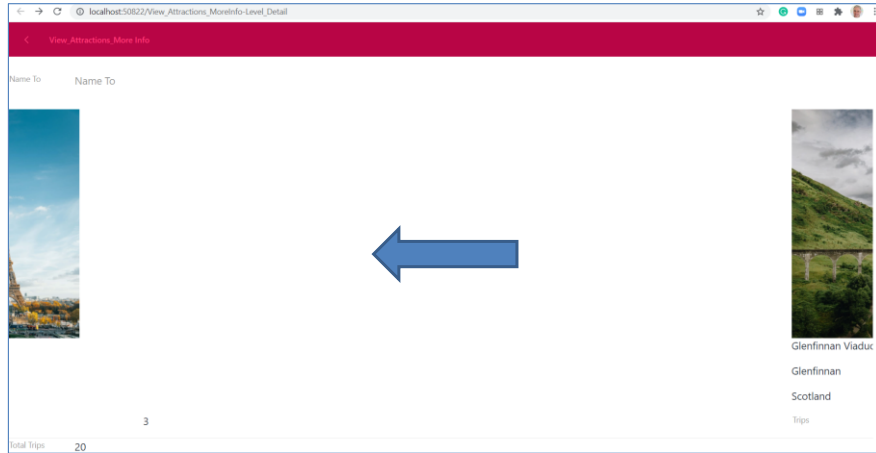 localhost:50822/View_Attractions_MoreInfo-Level_Detail
View_Attractions_More Info
Name To Name To
Glenfinnan Viaduc
Glenfinnan
Scotland
3 Trips
Total Trips 20